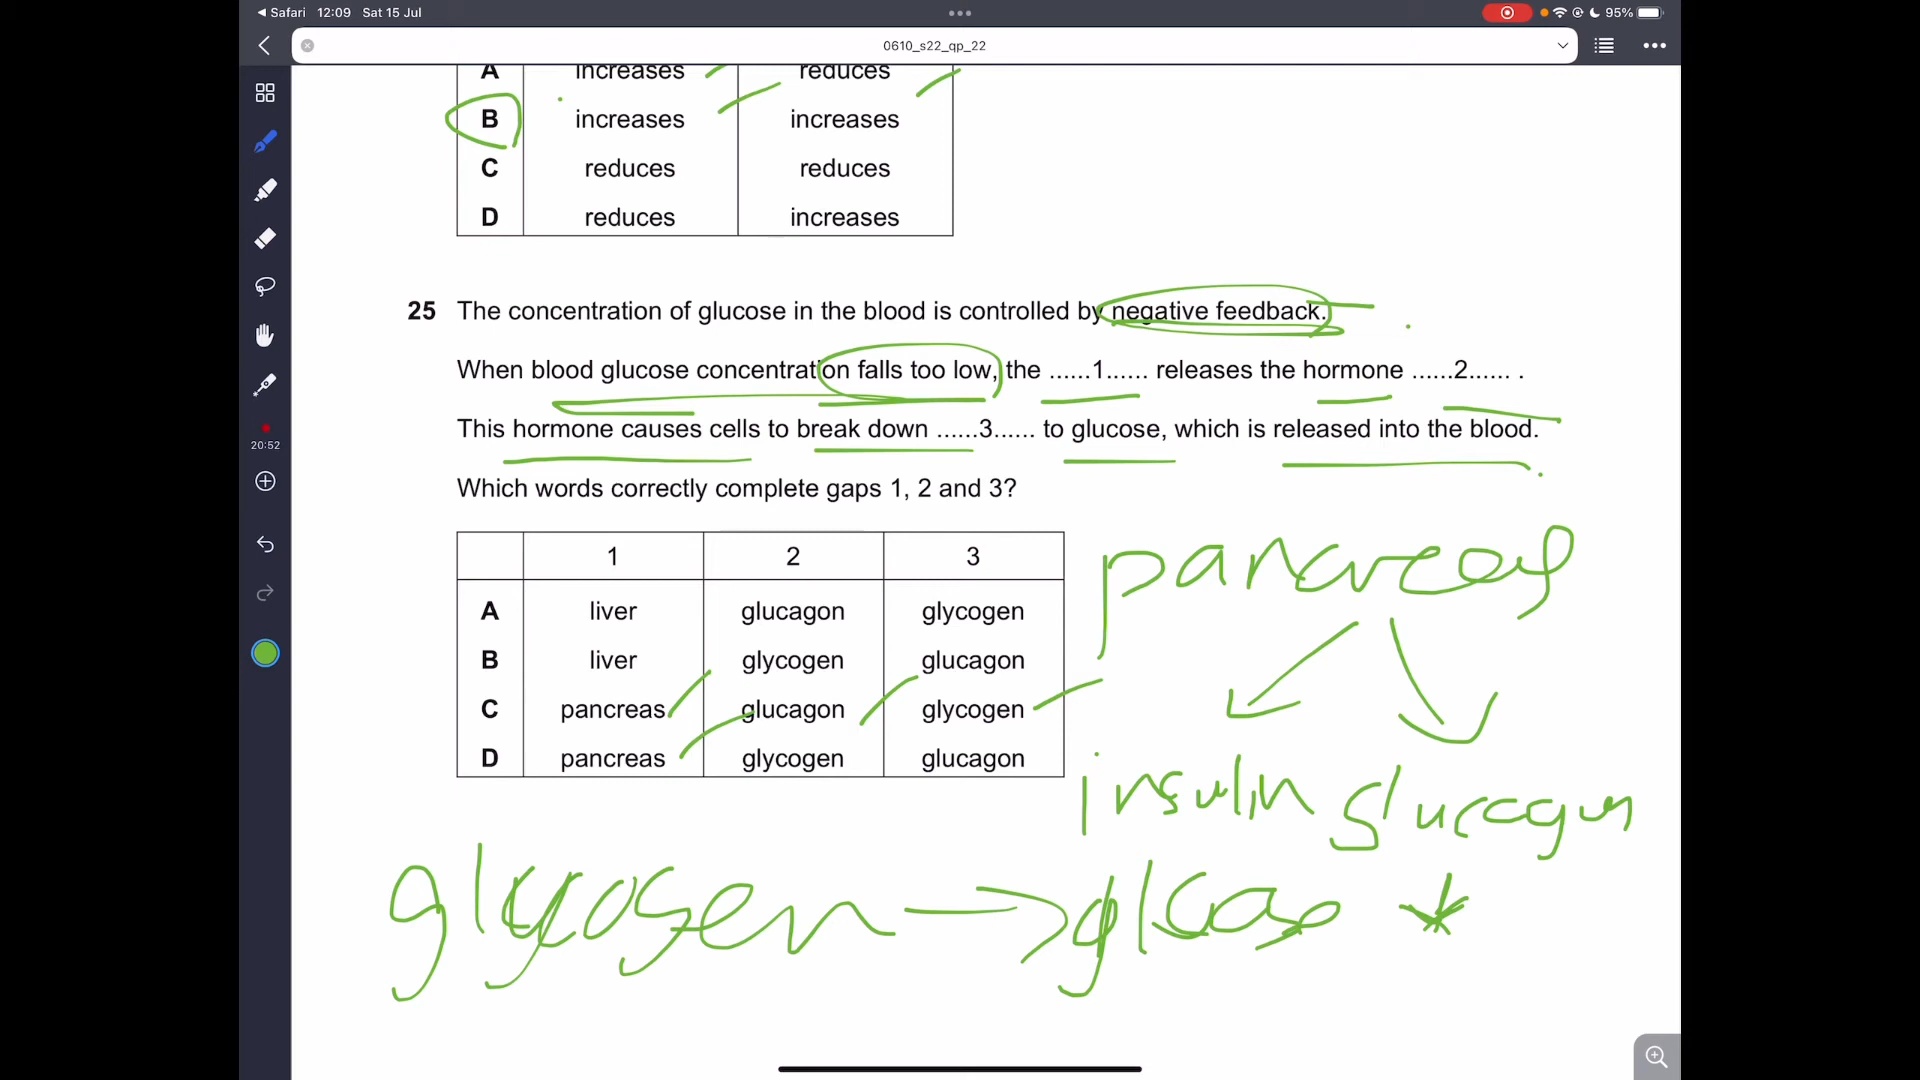 Safari 12:09 Sat 15 Jul
95%
0610_s22_qp_22
A increases reduces
B increases increases
C reduces reduces
D reduces increases
25 The concentration of glucose in the blood is controlled by negative feedback.
When blood glucose concentration falls too low, the ......1...... releases the hormone ......2...... .
This hormone causes cells to break down ......3...... to glucose, which is released into the blood.
20:52
Which words correctly complete gaps 1, 2 and 3?
1 2 3
A liver glucagon glycogen
B liver glycogen glucagon
C pancreas glucagon glycogen
D pancreas glycogen glucagon
pancreas
insulin glucagon
glycogen → glucose *